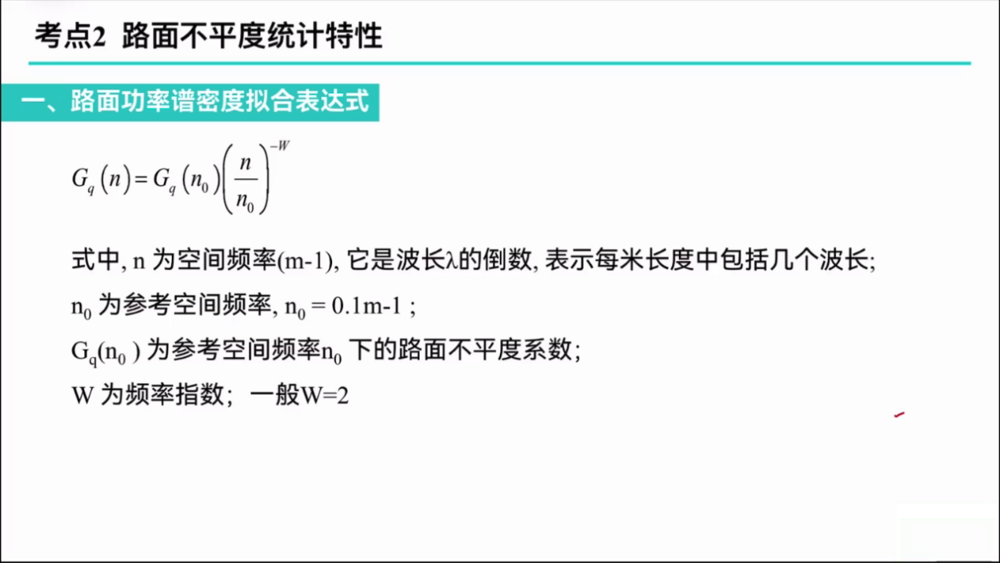 考点2 路面不平度统计特性
一、路面功率谱密度拟合表达式
G_q(n)=G_q(n_0)(n/n_0)^{-W}
式中, n 为空间频率(m-1), 它是波长λ的倒数, 表示每米长度中包括几个波长;
n_0 为参考空间频率, n_0 = 0.1m-1 ;
G_q(n_0 ) 为参考空间频率n_0 下的路面不平度系数;
W 为频率指数；一般W=2